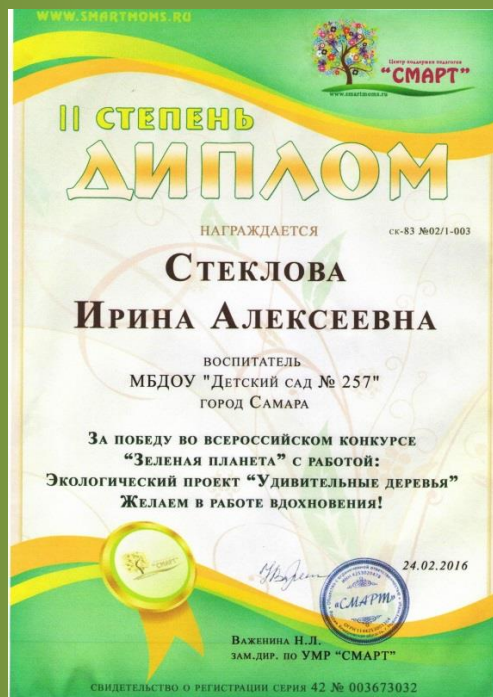 WWW.SMARTMOMS.RU
Центр поддержки педагогов
"СМАРТ"
www.smartmoms.ru
II СТЕПЕНЬ
ДИПЛОМ
НАГРАЖДАЕТСЯ
СК-83 №02/1-003
СТЕКЛОВА
ИРИНА АЛЕКСЕЕВНА
ВОСПИТАТЕЛЬ
МБДОУ "ДЕТСКИЙ САД № 257"
ГОРОД САМАРА
ЗА ПОБЕДУ ВО ВСЕРОССИЙСКОМ КОНКУРСЕ
"ЗЕЛЕНАЯ ПЛАНЕТА" С РАБОТОЙ:
ЭКОЛОГИЧЕСКИЙ ПРОЕКТ "УДИВИТЕЛЬНЫЕ ДЕРЕВЬЯ"
ЖЕЛАЕМ В РАБОТЕ ВДОХНОВЕНИЯ!
"СМАРТ"
24.02.2016
«СМАРТ»
ВАЖЕНИНА Н.Л.
ЗАМ.ДИР. ПО УМР "СМАРТ"
СВИДЕТЕЛЬСТВО О РЕГИСТРАЦИИ СЕРИЯ 42 № 003673032